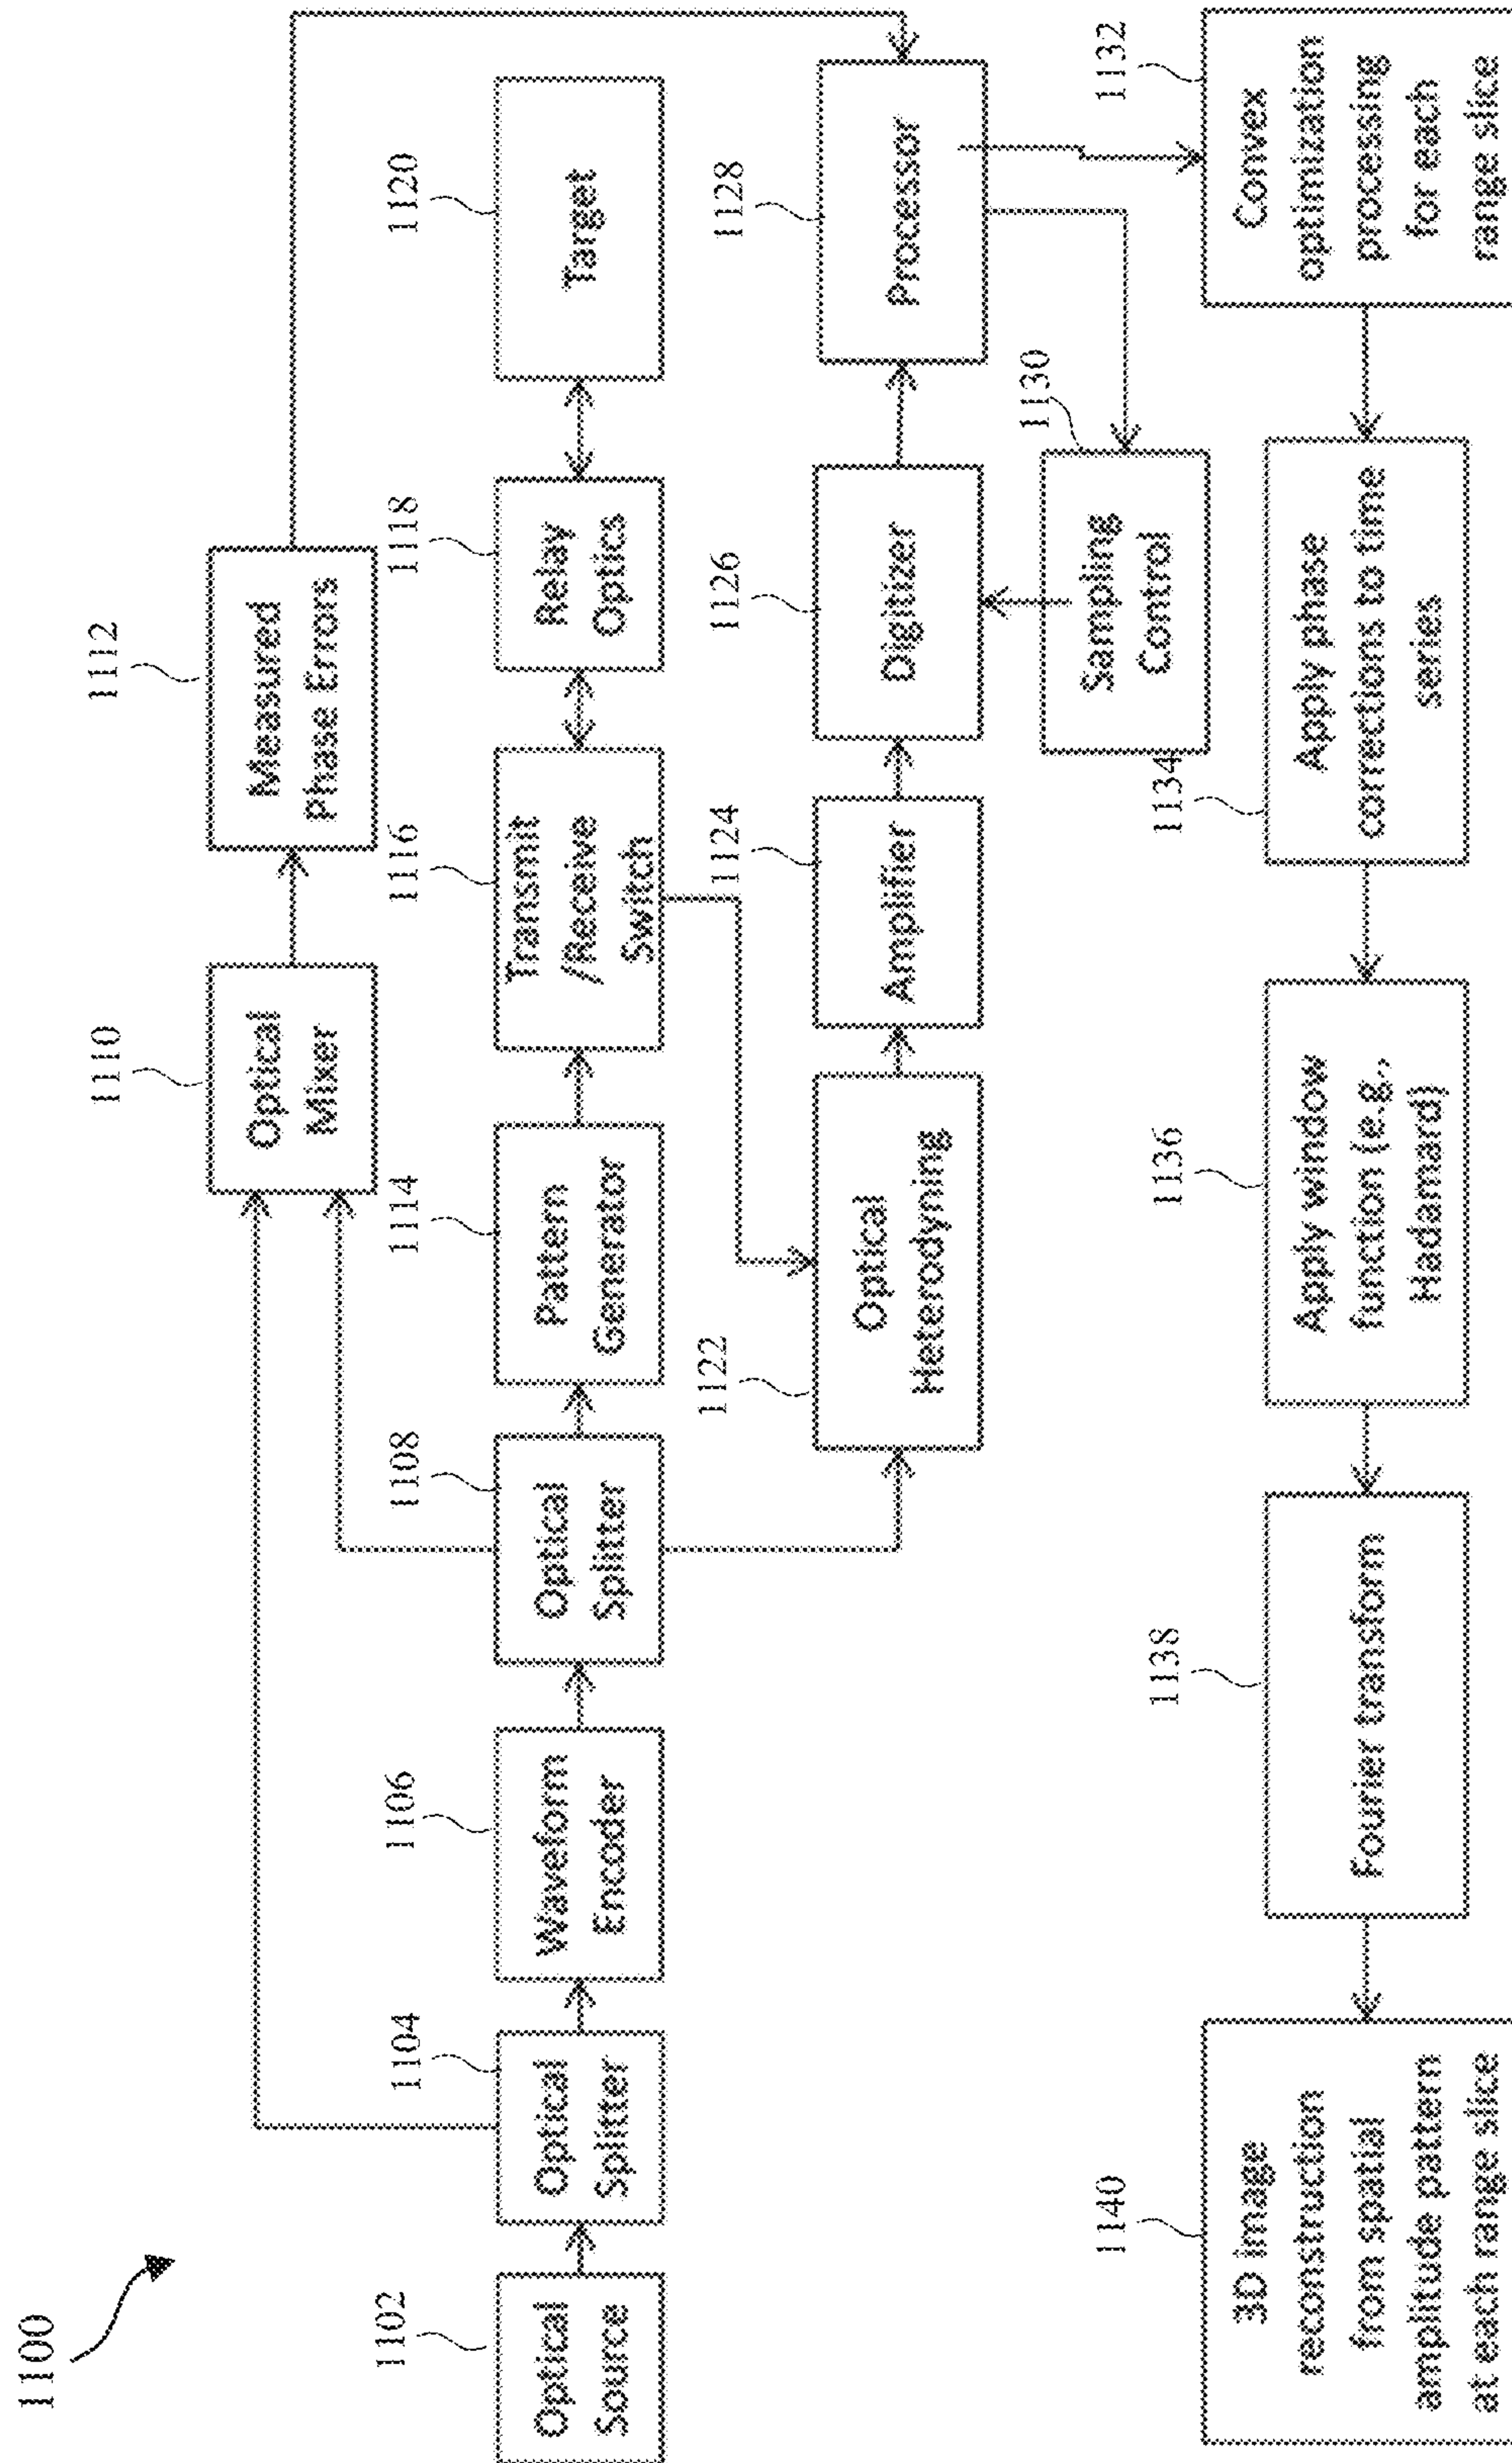 1100
1102
Optical
Source
1104
Optical
Splitter
1106
Waveform
Encoder
1108
Optical
Splitter
1110
Optical
Mixer
1112
Measured
Phase Errors
1114
Pattern
Generator
1116
Transmit
/Receive
Switch
1118
Relay
Optics
1120
Target
1122
Optical
Heterodyning
1124
Amplifier
1126
Digitizer
1128
Processor
1130
Sampling
Control
1132
Convex
optimization
processing
for each
range slice
1134
Apply phase
corrections to time
series
1136
Apply window
function (e.g.,
Hadamard)
1138
Fourier transform
1140
3D image
reconstruction
from spatial
amplitude pattern
at each range slice